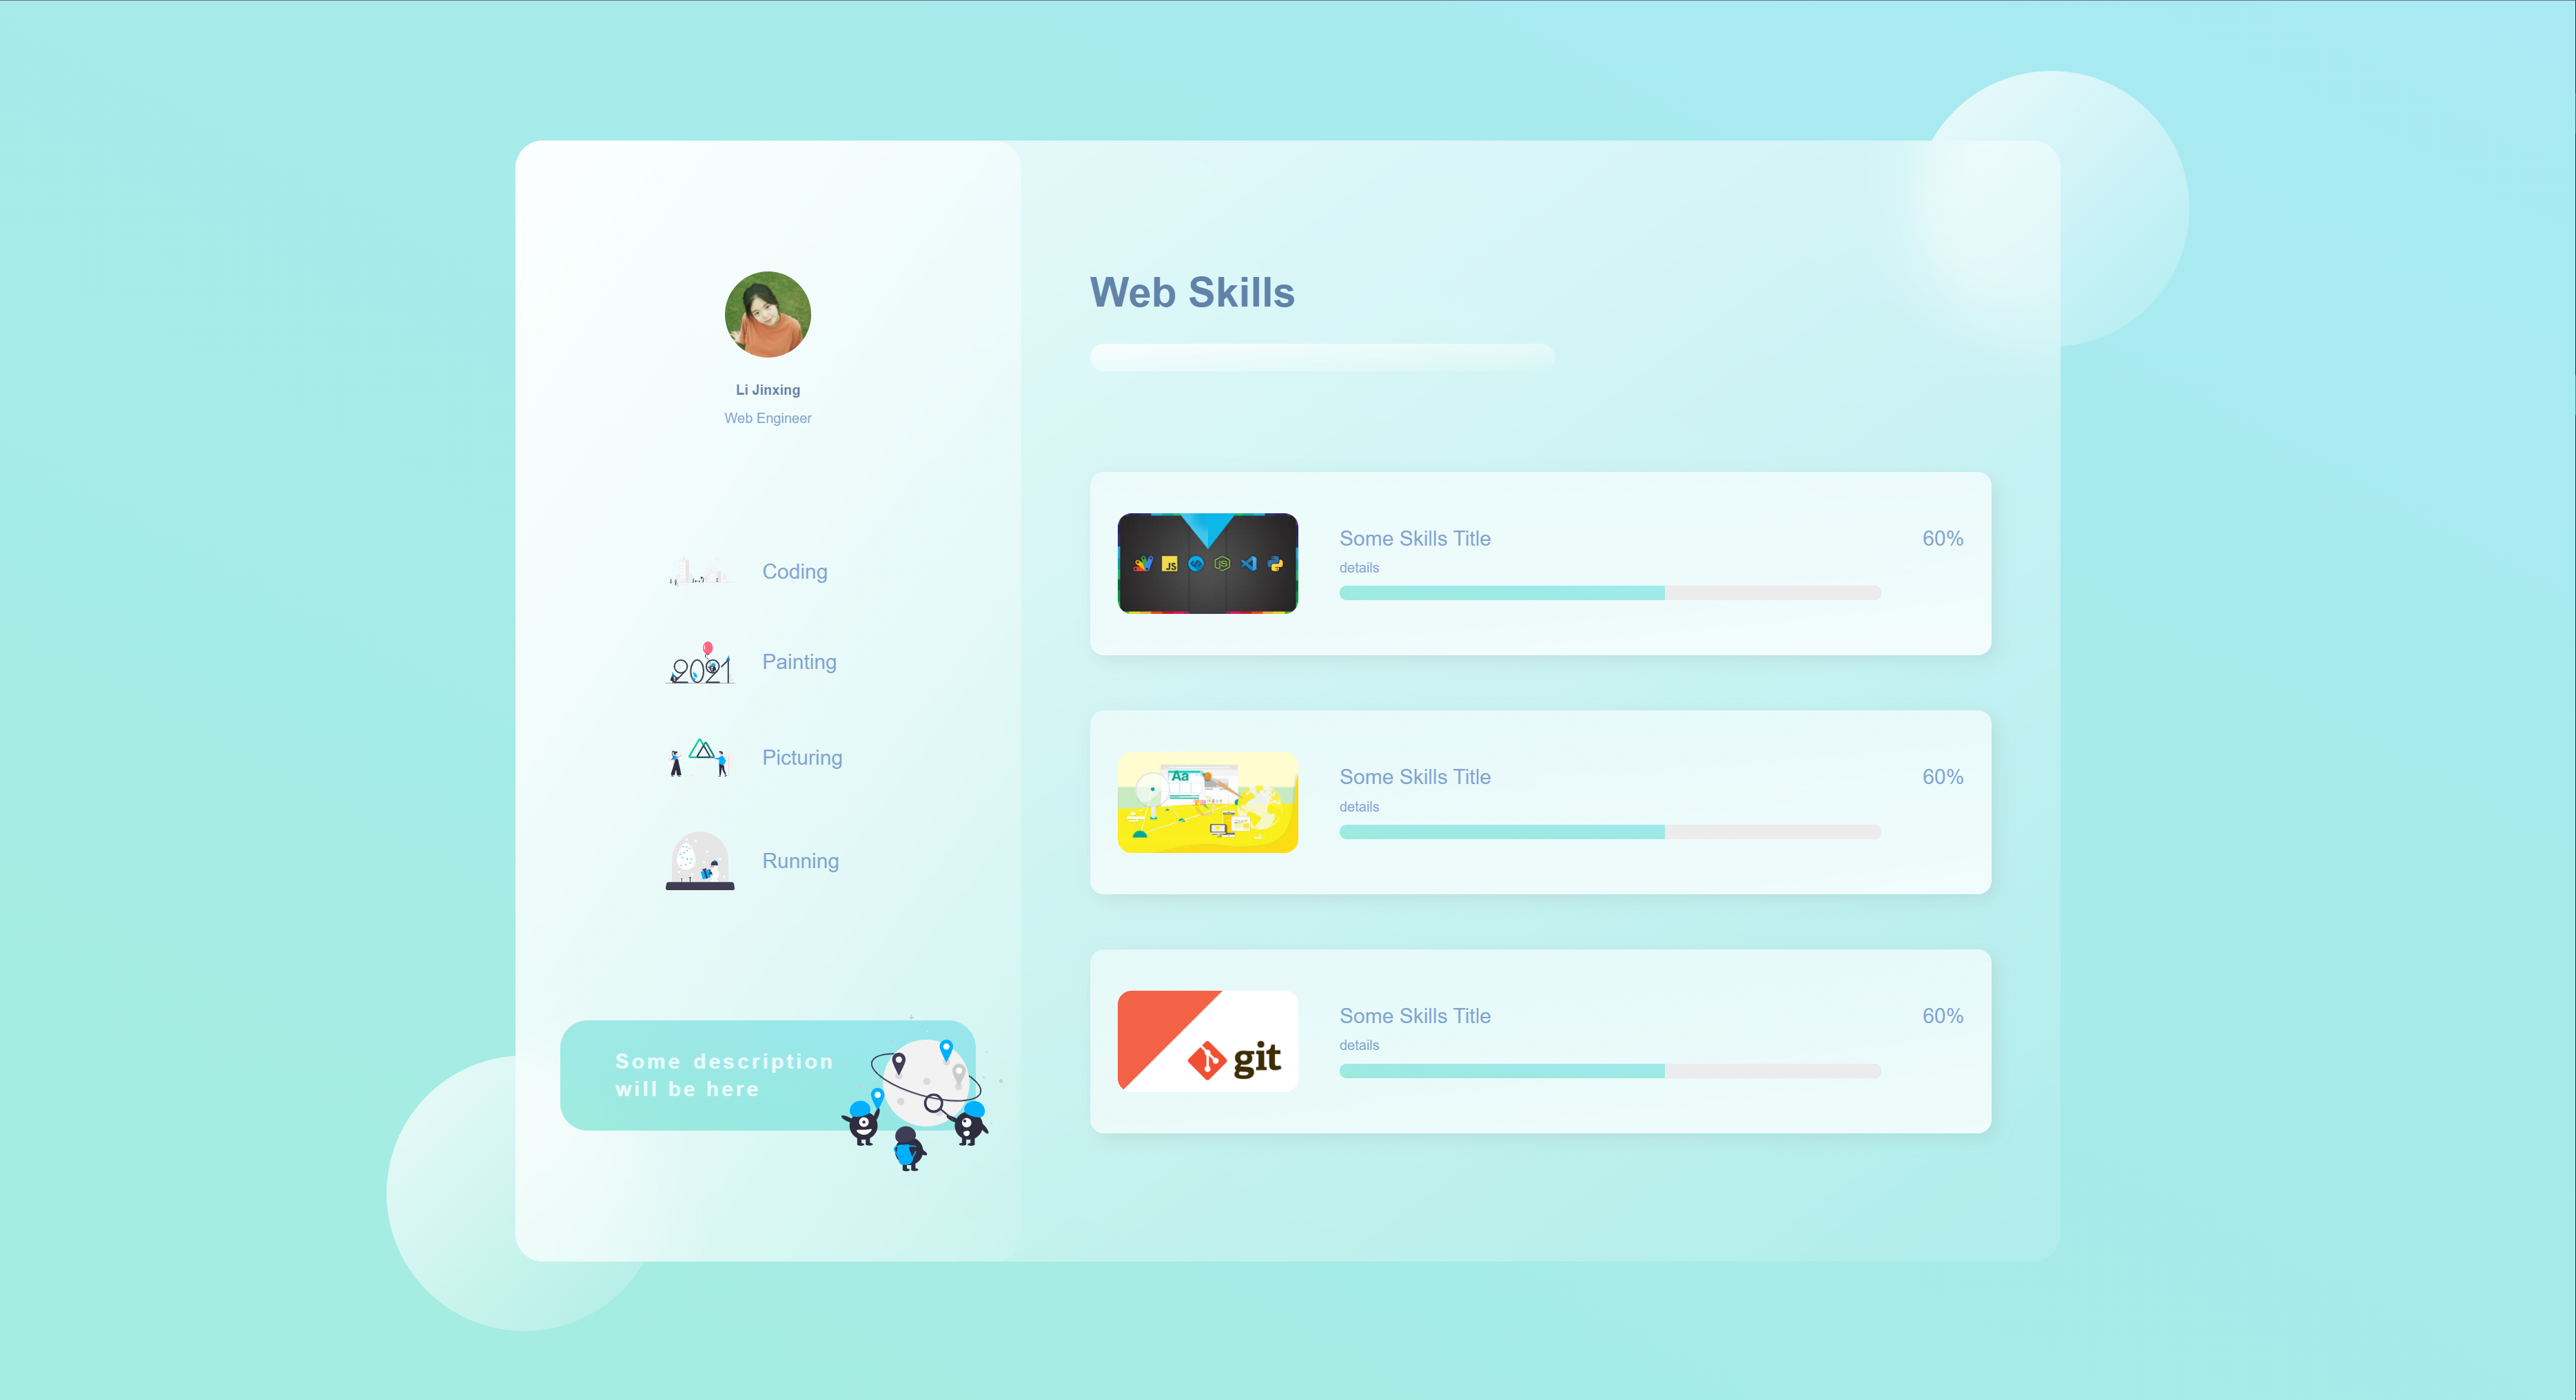 Li Jinxing
Web Engineer
Coding
2021
Painting
Picturing
Running
Some description
will be here
Web Skills
JS
JS
Some Skills Title
60%
details
Aa
Some Skills Title
60%
details
git
Some Skills Title
60%
details